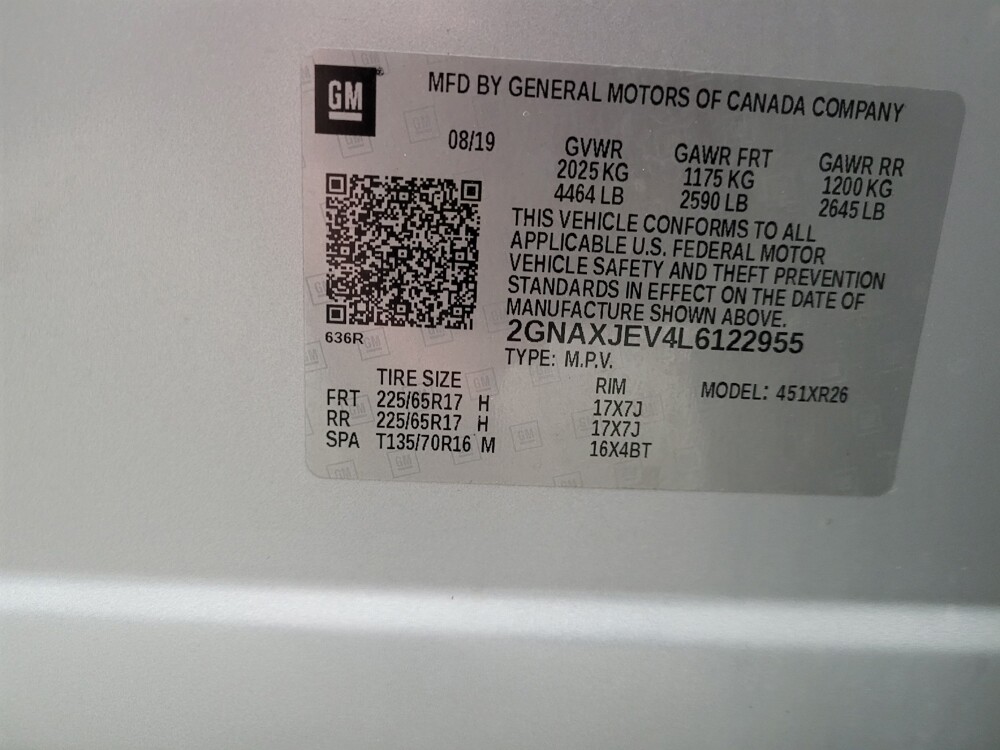 GM
MFD BY GENERAL MOTORS OF CANADA COMPANY
08/19
GVWR GAWR FRT GAWR RR
2025 KG 1175 KG 1200 KG
4464 LB 2590 LB 2645 LB
THIS VEHICLE CONFORMS TO ALL
APPLICABLE U.S. FEDERAL MOTOR
VEHICLE SAFETY AND THEFT PREVENTION
STANDARDS IN EFFECT ON THE DATE OF
MANUFACTURE SHOWN ABOVE.
636R
2GNAXJEV4L6122955
TYPE: M.P.V.
TIRE SIZE RIM MODEL: 451XR26
FRT 225/65R17 H 17X7J
RR 225/65R17 H 17X7J
SPA T135/70R16 M 16X4BT